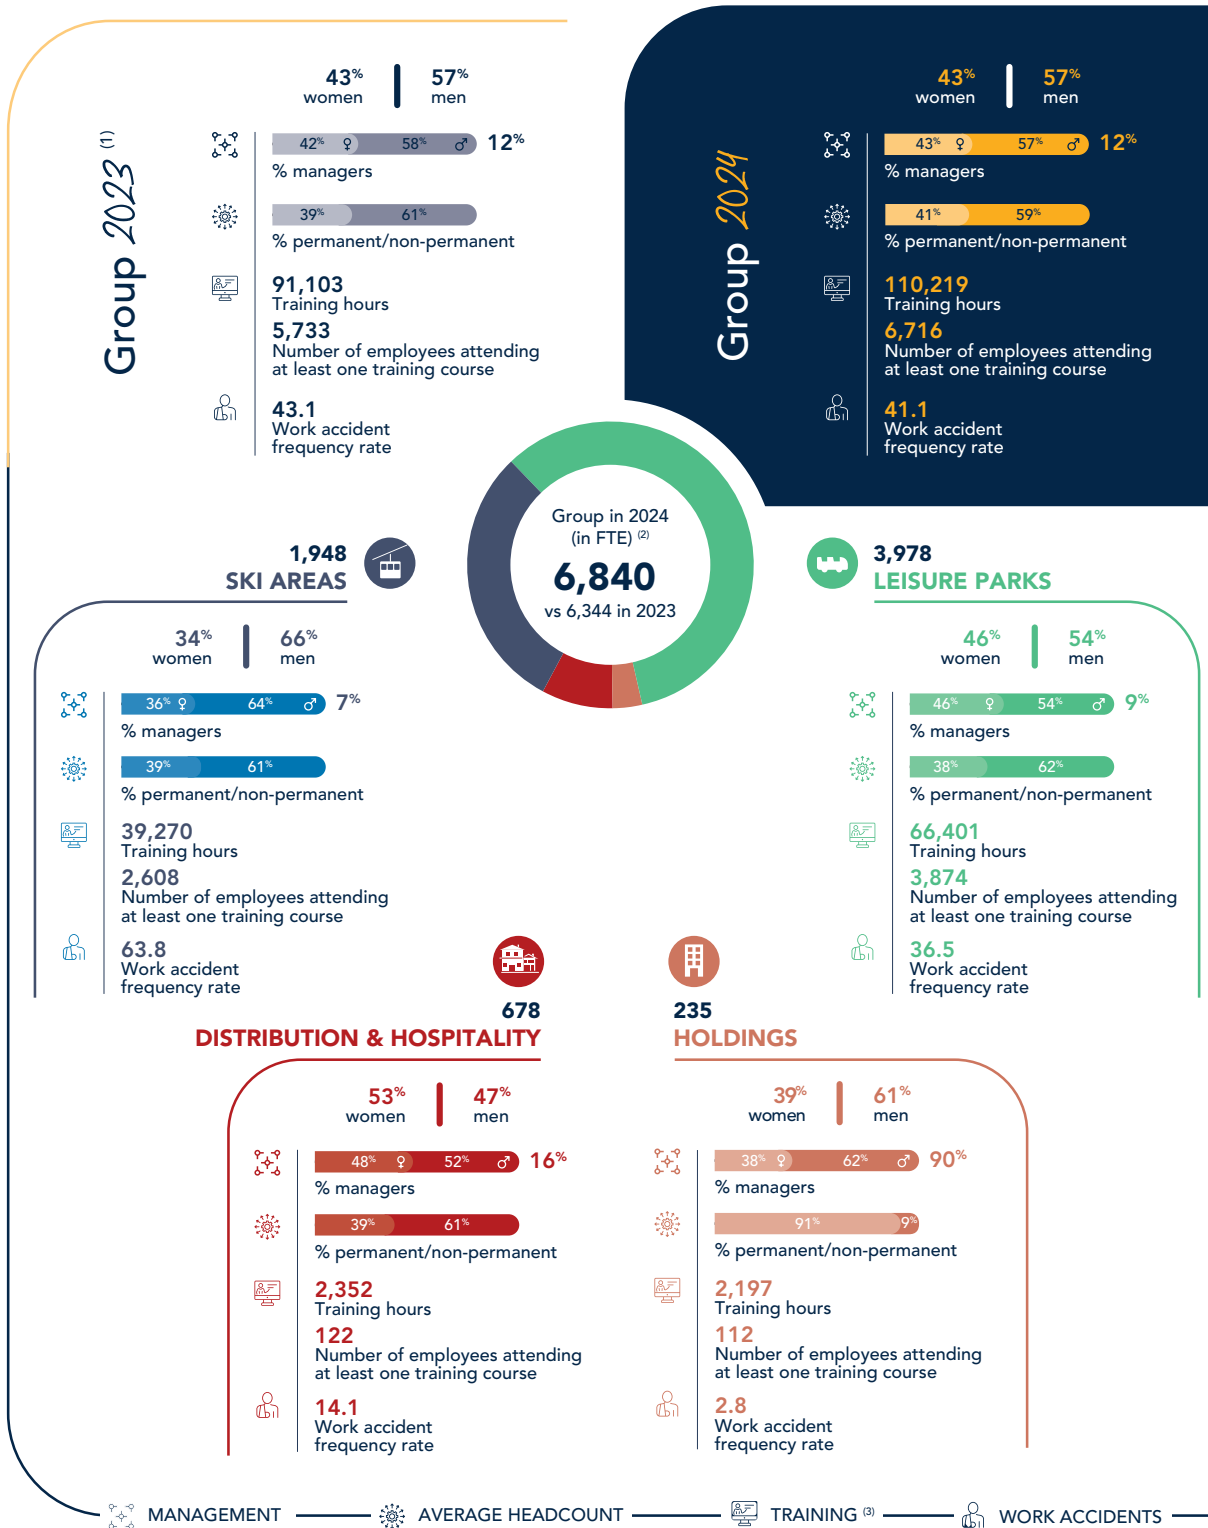 43% 57%
women men
Group 2023 (1)
42% ♀ 58% ♂ 12%
% managers
39% 61%
% permanent/non-permanent
91,103
Training hours
5,733
Number of employees attending
at least one training course
43.1
Work accident
frequency rate
43% 57%
women men
Group 2024
43% ♀ 57% ♂ 12%
% managers
41% 59%
% permanent/non-permanent
110,219
Training hours
6,716
Number of employees attending
at least one training course
41.1
Work accident
frequency rate
Group in 2024
(in FTE) (2)
6,840
vs 6,344 in 2023
1,948
SKI AREAS
34% 66%
women men
36% ♀ 64% ♂ 7%
% managers
39% 61%
% permanent/non-permanent
39,270
Training hours
2,608
Number of employees attending
at least one training course
63.8
Work accident
frequency rate
3,978
LEISURE PARKS
46% 54%
women men
46% ♀ 54% ♂ 9%
% managers
38% 62%
% permanent/non-permanent
66,401
Training hours
3,874
Number of employees attending
at least one training course
36.5
Work accident
frequency rate
678
DISTRIBUTION & HOSPITALITY
53% 47%
women men
48% ♀ 52% ♂ 16%
% managers
39% 61%
% permanent/non-permanent
2,352
Training hours
122
Number of employees attending
at least one training course
14.1
Work accident
frequency rate
235
HOLDINGS
39% 61%
women men
38% ♀ 62% ♂ 90%
% managers
91% 9%
% permanent/non-permanent
2,197
Training hours
112
Number of employees attending
at least one training course
2.8
Work accident
frequency rate
MANAGEMENT AVERAGE HEADCOUNT TRAINING (3) WORK ACCIDENTS